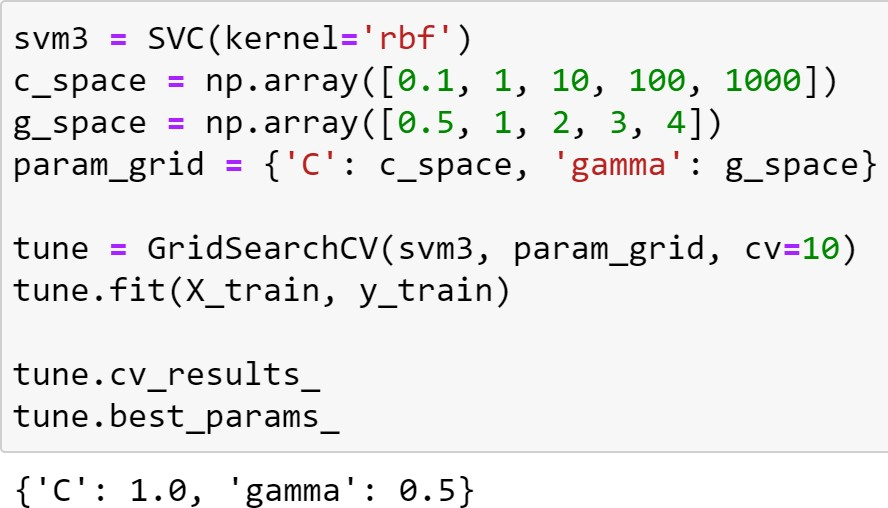 svm3 = SVC(kernel='rbf')
c_space = np.array([0.1, 1, 10, 100, 1000])
g_space = np.array([0.5, 1, 2, 3, 4])
param_grid = {'C': c_space, 'gamma': g_space}
tune = GridSearchCV(svm3, param_grid, cv=10)
tune.fit(X_train, y_train)
tune.cv_results_
tune.best_params_
{'C': 1.0, 'gamma': 0.5}